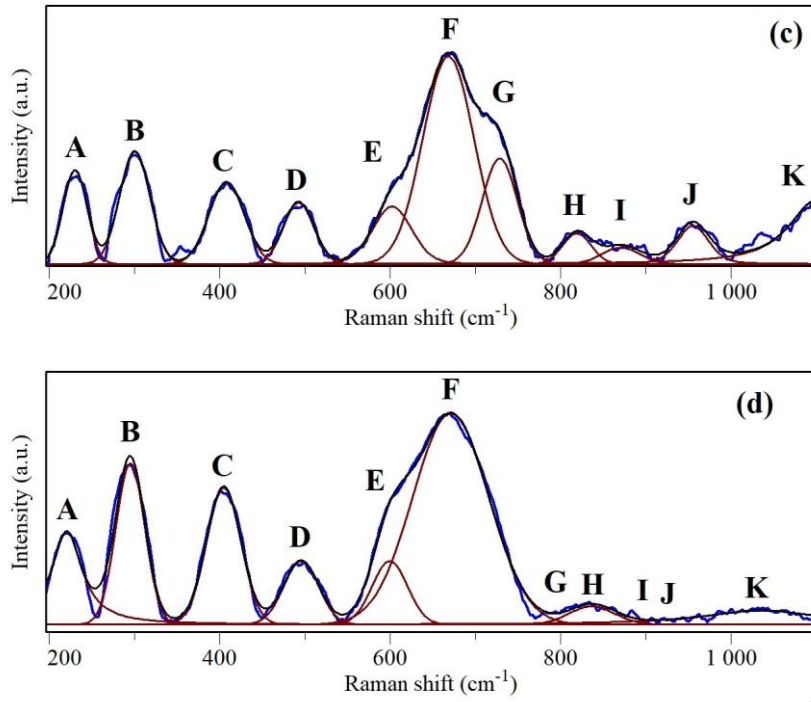 (c)
F
G
B
A
E
C
D
H
I
J
K
Intensity (a.u.)
200 400 600 800 1 000
Raman shift (cm⁻¹)
(d)
F
B
A
C
E
D
G H I J K
Intensity (a.u.)
200 400 600 800 1 000
Raman shift (cm⁻¹)